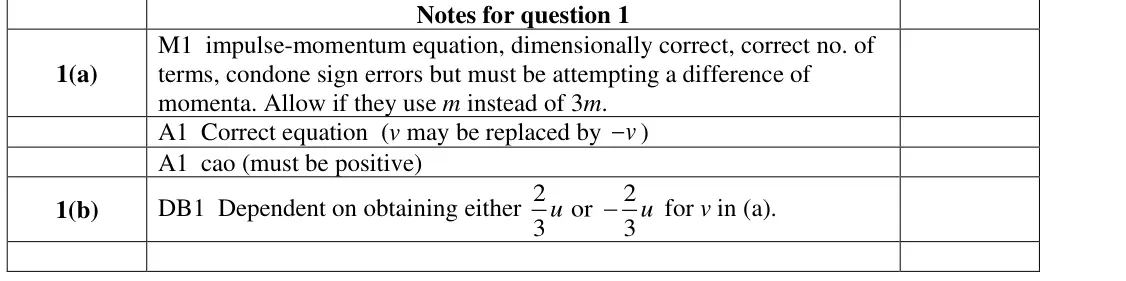 Notes for question 1
1(a)
M1 impulse-momentum equation, dimensionally correct, correct no. of
terms, condone sign errors but must be attempting a difference of
momenta. Allow if they use m instead of 3m.
A1 Correct equation (v may be replaced by −v)
A1 cao (must be positive)
1(b)
DB1 Dependent on obtaining either 2/3 u or −2/3 u for v in (a).